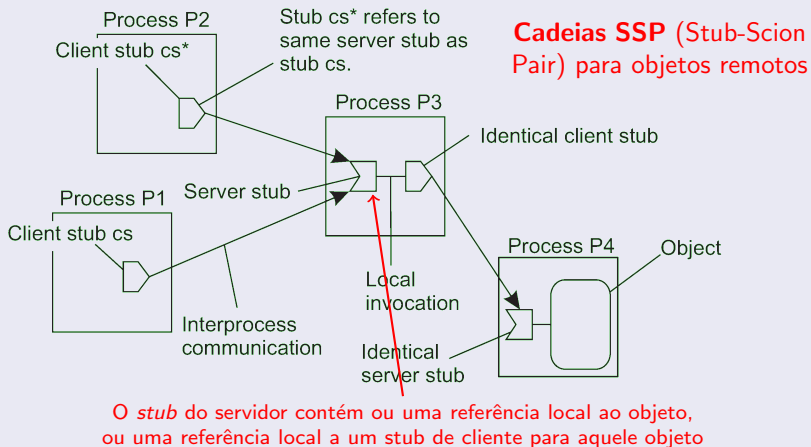 Process P2
Client stub cs*
Stub cs* refers to
same server stub as
stub cs.
Cadeias SSP (Stub-Scion
Pair) para objetos remotos
Process P3
Identical client stub
Server stub
Process P1
Client stub cs
Process P4
Object
Local
invocation
Interprocess
communication
Identical
server stub
O stub do servidor contém ou uma referência local ao objeto,
ou uma referência local a um stub de cliente para aquele objeto